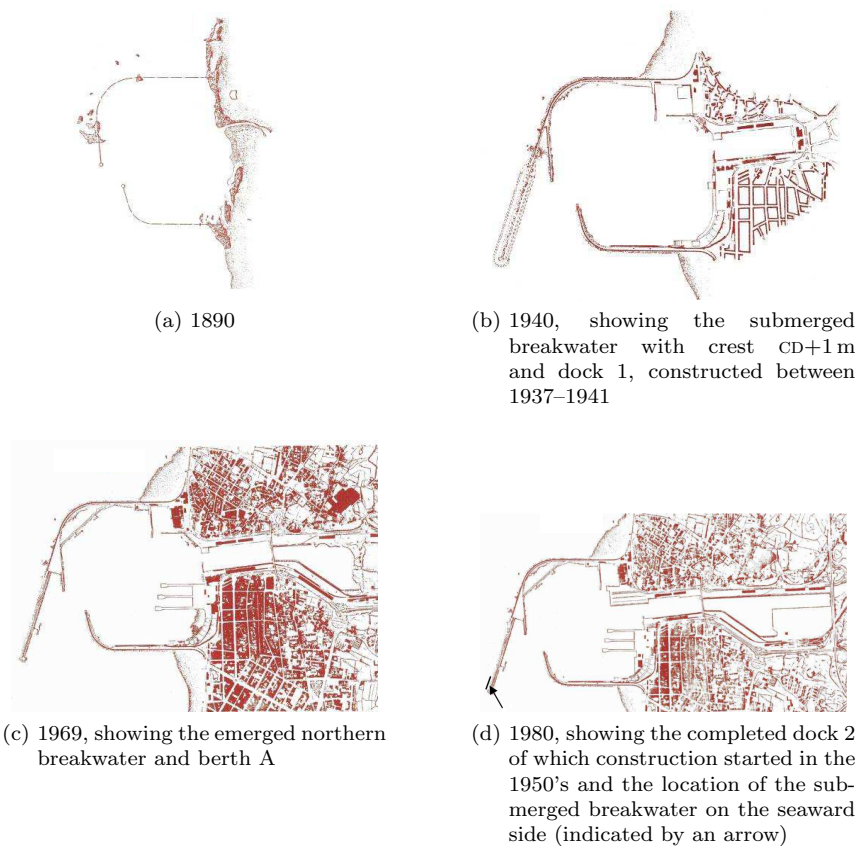 (a) 1890
(b) 1940, showing the submerged
breakwater with crest CD+1 m
and dock 1, constructed between
1937–1941
(c) 1969, showing the emerged northern
breakwater and berth A
(d) 1980, showing the completed dock 2
of which construction started in the
1950's and the location of the sub-
merged breakwater on the seaward
side (indicated by an arrow)